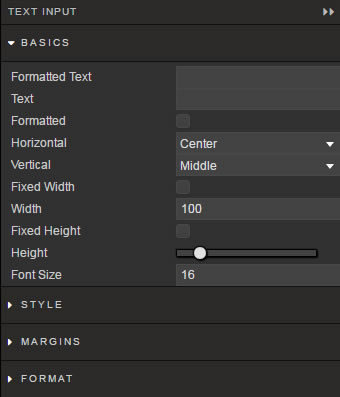 TEXT INPUT
BASICS
Formatted Text
Text
Formatted
Horizontal Center
Vertical Middle
Fixed Width
Width 100
Fixed Height
Height
Font Size 16
STYLE
MARGINS
FORMAT